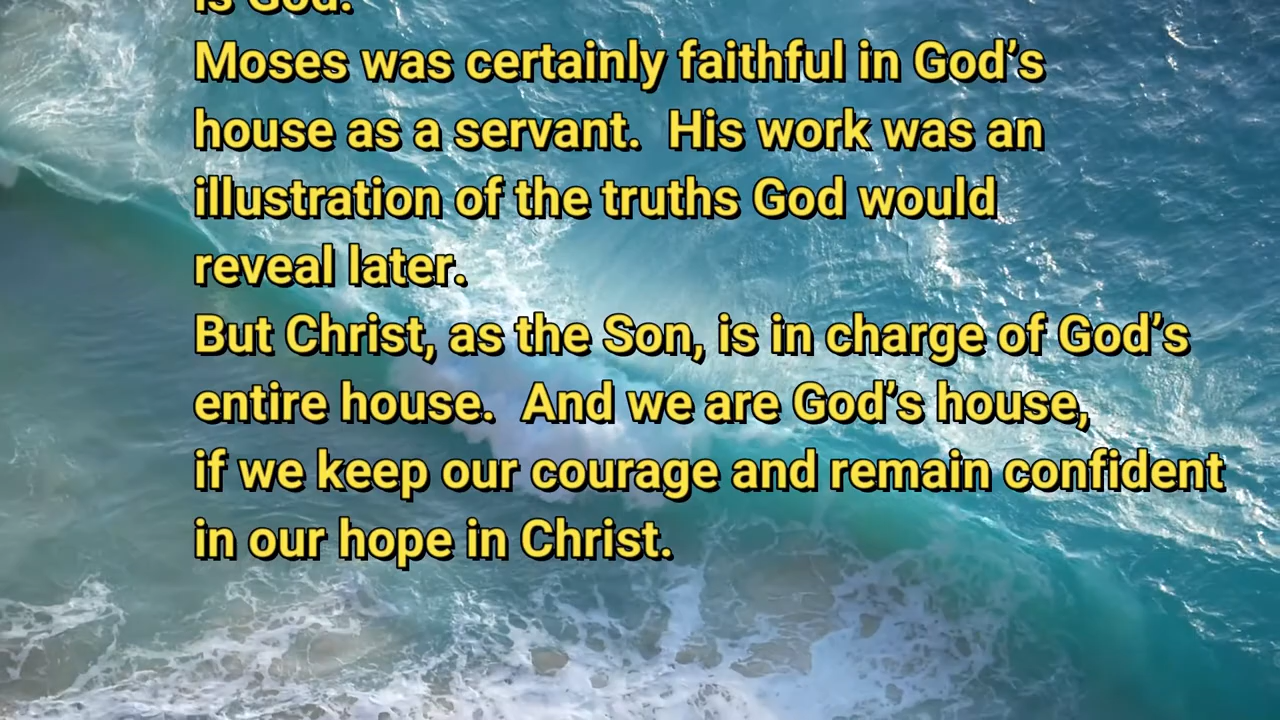 is God.
Moses was certainly faithful in God’s
house as a servant.  His work was an
illustration of the truths God would
reveal later.
But Christ, as the Son, is in charge of God’s
entire house.  And we are God’s house,
if we keep our courage and remain confident
in our hope in Christ.